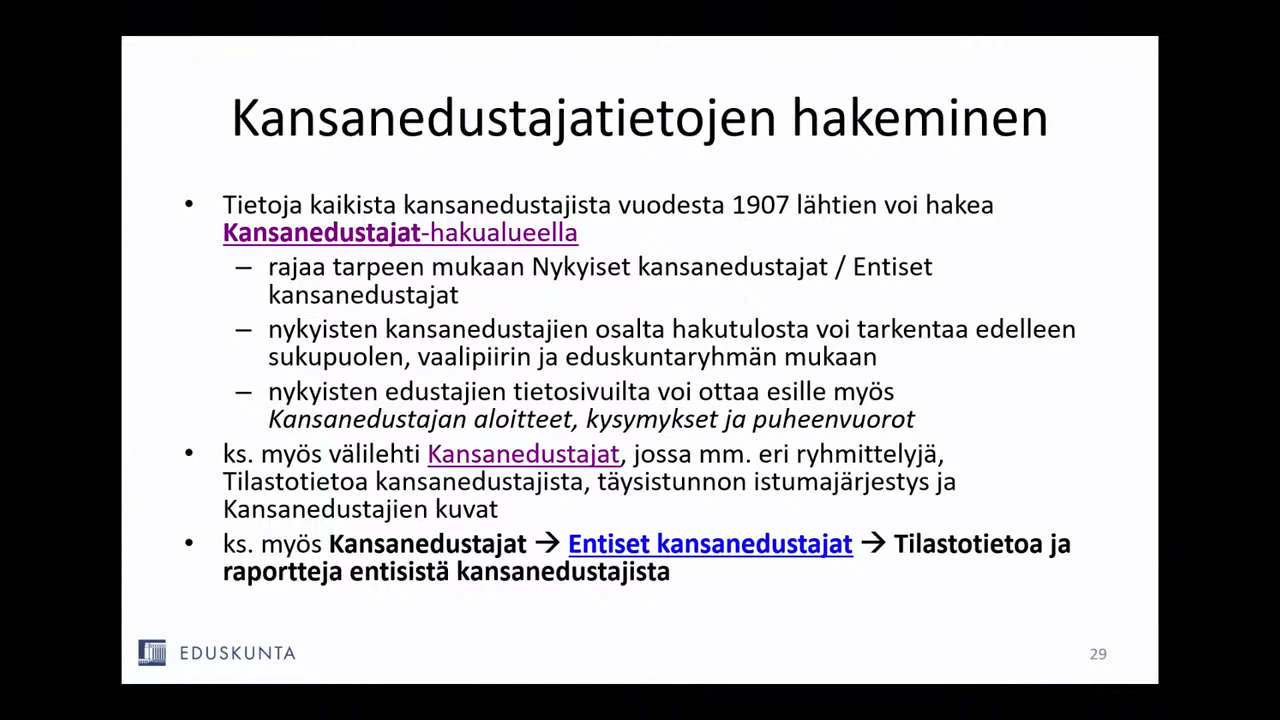 Kansanedustajatietojen hakeminen
• Tietoja kaikista kansanedustajista vuodesta 1907 lähtien voi hakea
Kansanedustajat-hakualueella
– rajaa tarpeen mukaan Nykyiset kansanedustajat / Entiset
kansanedustajat
– nykyisten kansanedustajien osalta hakutulosta voi tarkentaa edelleen
sukupuolen, vaalipiirin ja eduskuntaryhmän mukaan
– nykyisten edustajien tietosivuilta voi ottaa esille myös
Kansanedustajan aloitteet, kysymykset ja puheenvuorot
• ks. myös välilehti Kansanedustajat, jossa mm. eri ryhmittelyjä,
Tilastotietoa kansanedustajista, täysistunnon istumajärjestys ja
Kansanedustajien kuvat
• ks. myös Kansanedustajat → Entiset kansanedustajat → Tilastotietoa ja
raportteja entisistä kansanedustajista
EDUSKUNTA
29